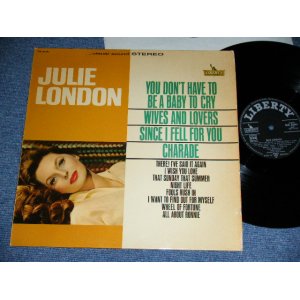 STEREO
JULIE
LONDON
LIBERTY
YOU DON'T HAVE TO
BE A BABY TO CRY
WIVES AND LOVERS
SINCE I FELL FOR YOU
CHARADE
THERE! I'VE SAID IT AGAIN
I WISH YOU LOVE
THAT SUNDAY THAT SUMMER
NIGHT LIFE
FOOLS RUSH IN
I WANT TO FIND OUT FOR MYSELF
WHEEL OF FORTUNE
ALL ABOUT RONNIE
LIBERTY